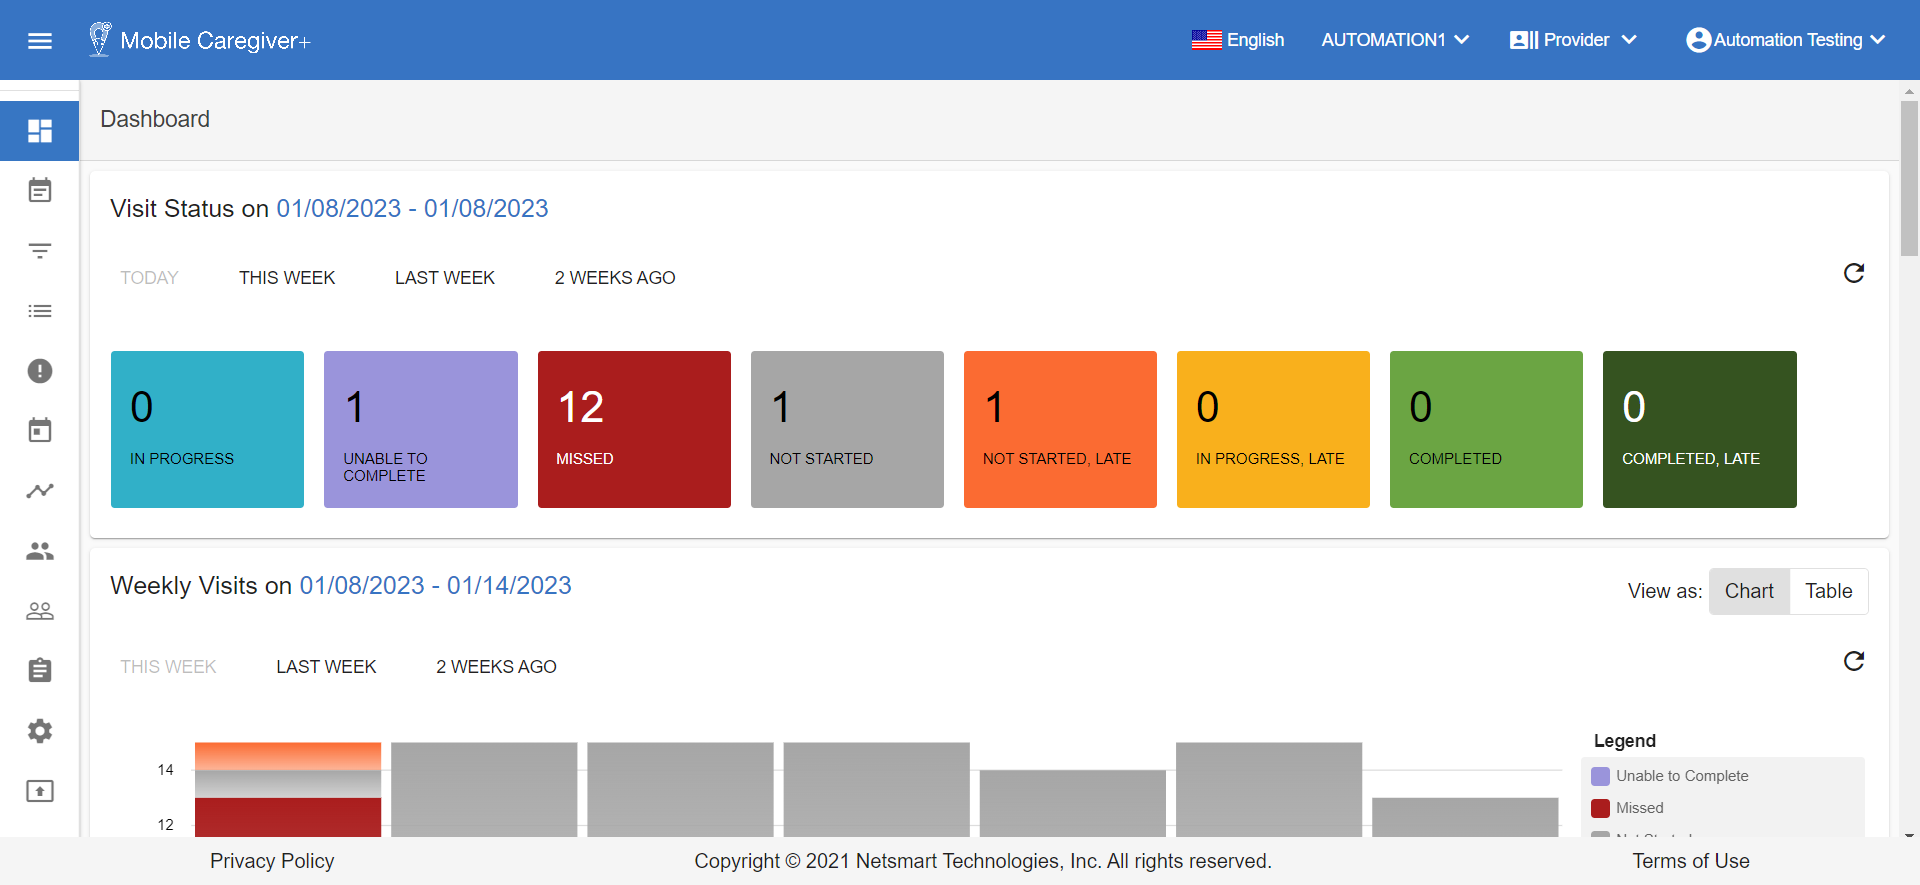 Mobile Caregiver+
English
AUTOMATION1
Provider
Automation Testing
Dashboard
Visit Status on 01/08/2023 - 01/08/2023
TODAY
THIS WEEK
LAST WEEK
2 WEEKS AGO
0
IN PROGRESS
1
UNABLE TO
COMPLETE
12
MISSED
1
NOT STARTED
1
NOT STARTED, LATE
0
IN PROGRESS, LATE
0
COMPLETED
0
COMPLETED, LATE
Weekly Visits on 01/08/2023 - 01/14/2023
View as:
Chart
Table
THIS WEEK
LAST WEEK
2 WEEKS AGO
14
12
Legend
Unable to Complete
Missed
Privacy Policy
Copyright © 2021 Netsmart Technologies, Inc. All rights reserved.
Terms of Use